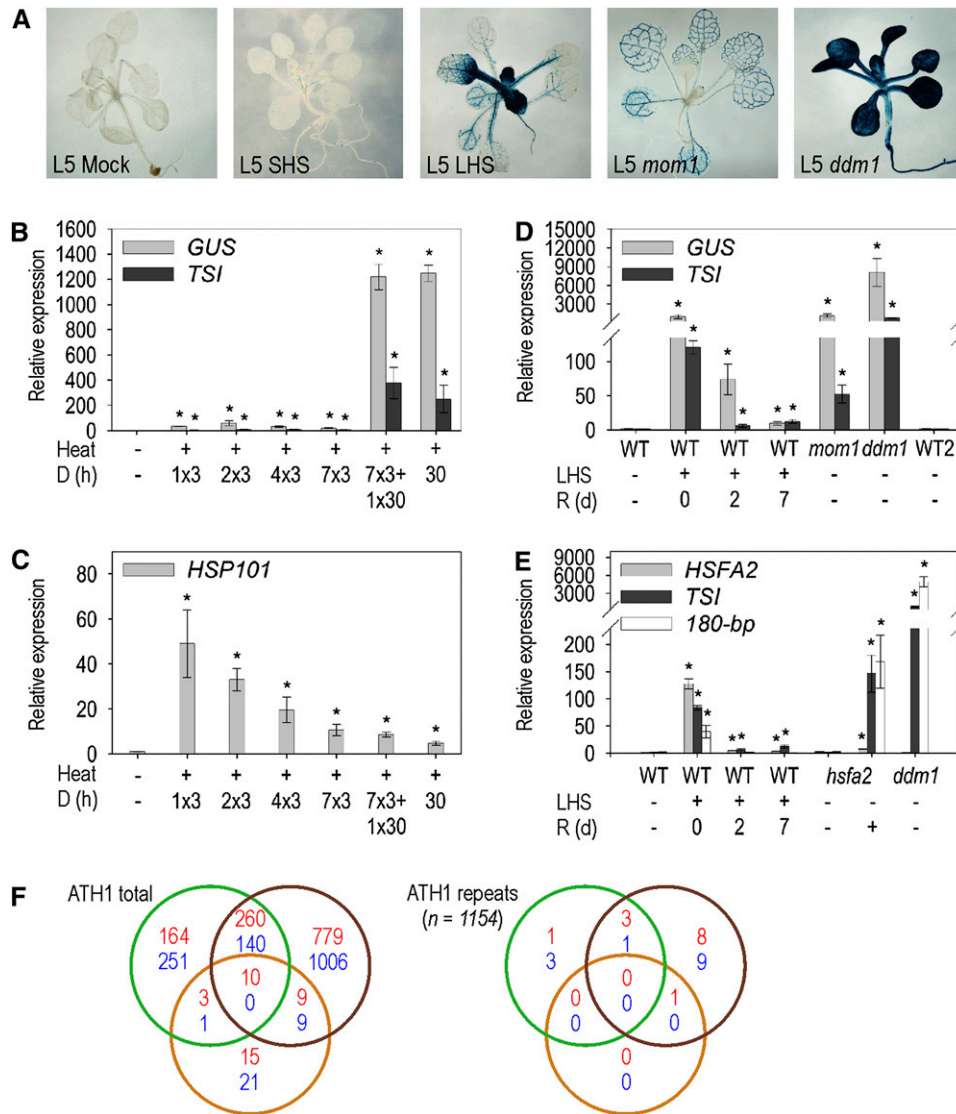 A
L5 Mock
L5 SHS
L5 LHS
L5 mom1
L5 ddm1
B
Relative expression
1600
1400
1200
1000
800
600
400
200
0
GUS
TSI
* * * * * * * * * * * *
Heat - + + + + + +
D (h) - 1x3 2x3 4x3 7x3 7x3+ 30
1x30
C
Relative expression
80
60
40
20
0
HSP101
* * * * * *
Heat - + + + + + +
D (h) - 1x3 2x3 4x3 7x3 7x3+ 30
1x30
D
Relative expression
15000
12000
9000
6000
3000
100
50
0
GUS
TSI
* * * * * * * * * *
WT WT WT WT mom1 ddm1 WT2
LHS - + + + - - -
R (d) - 0 2 7 - - -
E
Relative expression
9000
6000
3000
200
150
100
50
0
HSFA2
TSI
180-bp
* * * * * * * * * * * *
WT WT WT WT hsfa2 ddm1
LHS - + + + - + -
R (d) - 0 2 7 - + -
F
ATH1 total
164
251
260
140
779
1006
10
0
3
1
9
9
15
21
ATH1 repeats
(n = 1154)
1
3
3
1
8
9
0
0
0
0
1
0
0
0